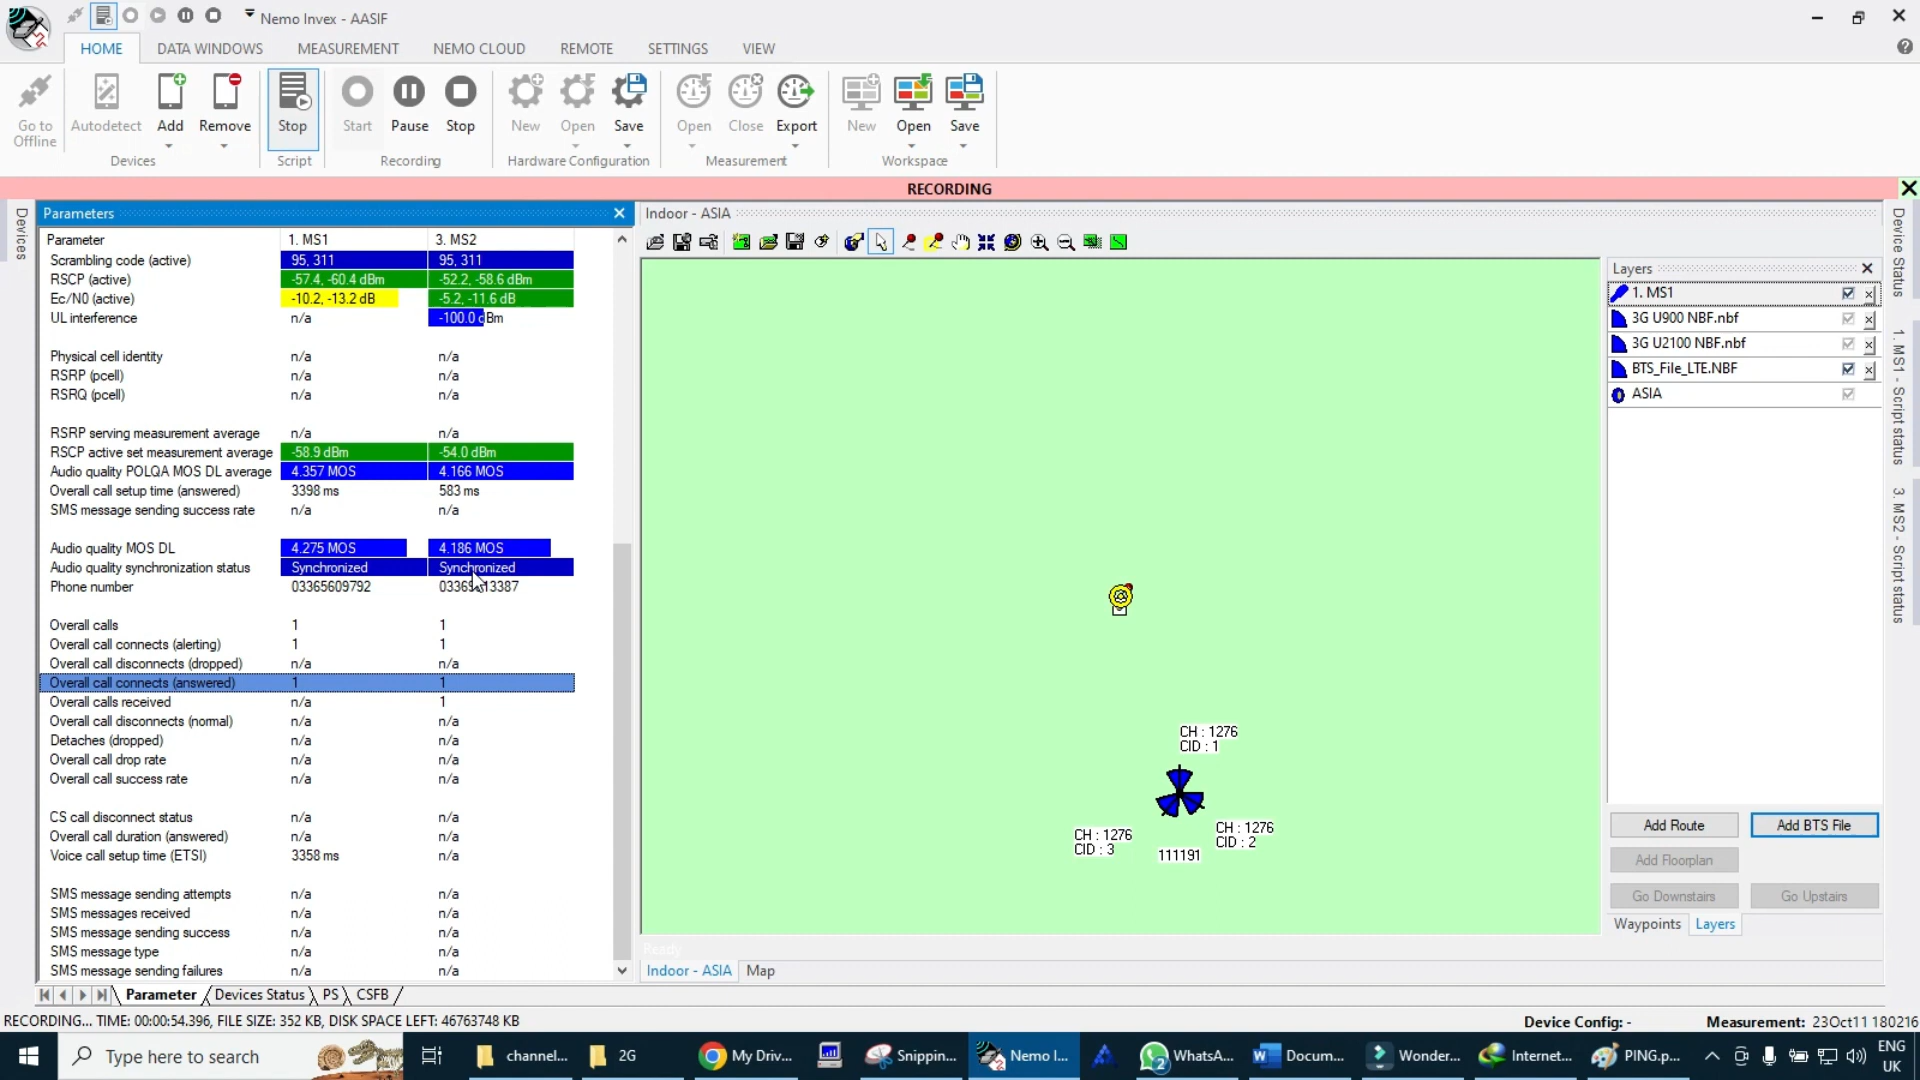 Nemo Invex - AASIF
HOME DATA WINDOWS MEASUREMENT NEMO CLOUD REMOTE SETTINGS VIEW
Go to Offline Autodetect Add Remove Stop Start Pause Stop New Open Save Open Close Export New Open Save
Devices Script Recording Hardware Configuration Measurement Workspace
RECORDING
Devices
Parameters
Parameter 1. MS1 3. MS2
Scrambling code (active) 95, 311 95, 311
RSCP (active) -57.4, -60.4 dBm -52.2, -58.6 dBm
Ec/N0 (active) -10.2, -13.2 dB -5.2, -11.6 dB
UL interference n/a -100.0 dBm
Physical cell identity n/a n/a
RSRP (pcell) n/a n/a
RSRQ (pcell) n/a n/a
RSRP serving measurement average n/a n/a
RSCP active set measurement average -58.9 dBm -54.0 dBm
Audio quality POLQA MOS DL average 4.357 MOS 4.166 MOS
Overall call setup time (answered) 3398 ms 583 ms
SMS message sending success rate n/a n/a
Audio quality MOS DL 4.275 MOS 4.186 MOS
Audio quality synchronization status Synchronized Synchronized
Phone number 03365609792
Overall calls 1 1
Overall call connects (alerting) 1 1
Overall call disconnects (dropped) n/a n/a
Overall call connects (answered) 1 1
Overall calls received n/a 1
Overall call disconnects (normal) n/a n/a
Detaches (dropped) n/a n/a
Overall call drop rate n/a n/a
Overall call success rate n/a n/a
CS call disconnect status n/a n/a
Overall call duration (answered) n/a n/a
Voice call setup time (ETSI) 3358 ms n/a
SMS message sending attempts n/a n/a
SMS messages received n/a n/a
SMS message sending success n/a n/a
SMS message type n/a n/a
SMS message sending failures n/a n/a
Parameter Devices Status PS CSFB
Indoor - ASIA
CH : 1276
CID : 1
CH : 1276
CID : 2
CH : 1276
CID : 3
111191
Ready
Indoor - ASIA Map
Layers
1. MS1
3G U900 NBF.nbf
3G U2100 NBF.nbf
BTS_File_LTE.NBF
ASIA
Add Route Add BTS File
Add Floorplan
Go Downstairs Go Upstairs
Waypoints Layers
Device Status
1. MS1 - Script status
3. MS2 - Script status
RECORDING... TIME: 00:00:54.396, FILE SIZE: 352 KB, DISK SPACE LEFT: 46763748 KB
Device Config: - Measurement: 23Oct11 180216
Type here to search channel... 2G My Driv... Snippin... Nemo I... WhatsA... Docum... Wonder... Internet... PING.p... ENG
UK